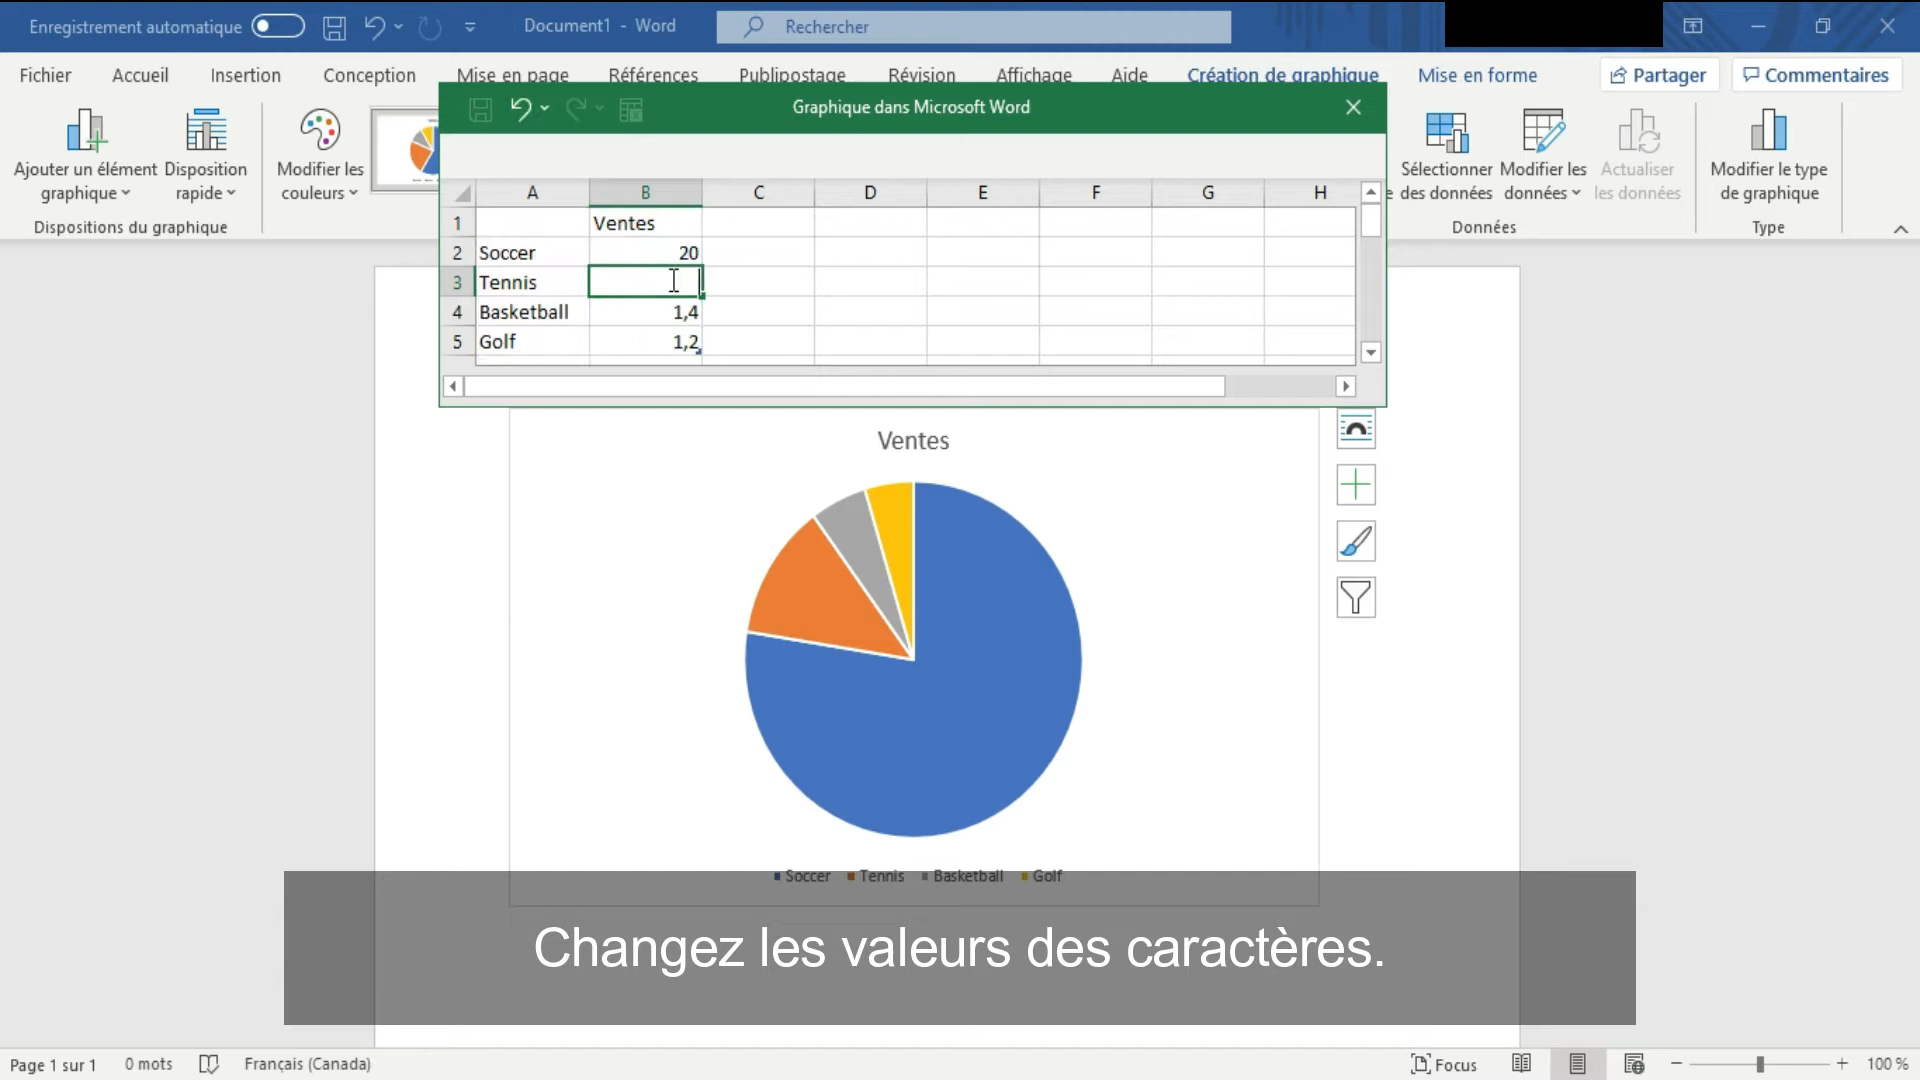 Enregistrement automatique
Document1 - Word
Rechercher
Fichier Accueil Insertion Conception Mise en page Références Publipostage Révision Affichage Aide Création de graphique Mise en forme Partager Commentaires
Ajouter un élément graphique
Disposition rapide
Modifier les couleurs
Dispositions du graphique
Graphique dans Microsoft Word
Sélectionner des données
Modifier les données
Actualiser les données
Modifier le type de graphique
Données
Type
A B C D E F G H
1 Ventes
2 Soccer 20
3 Tennis
4 Basketball 1,4
5 Golf 1,2
Ventes
Soccer Tennis Basketball Golf
Changez les valeurs des caractères.
Page 1 sur 1 0 mots Français (Canada) Focus 100 %